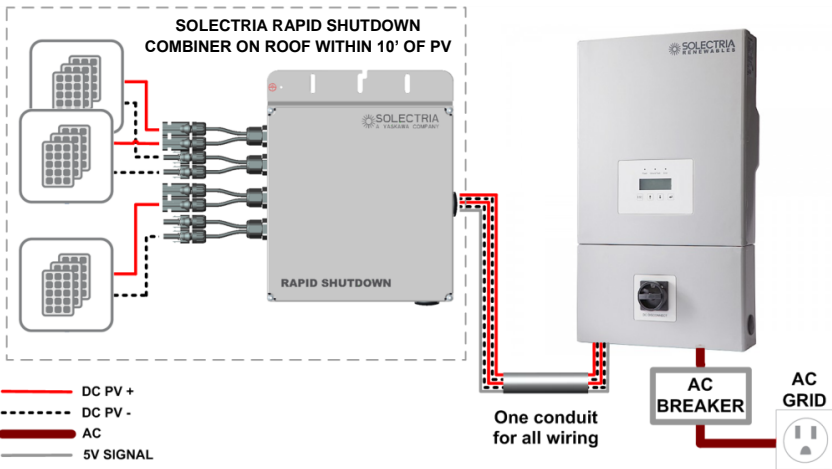 SOLECTRIA RAPID SHUTDOWN
COMBINER ON ROOF WITHIN 10’ OF PV
SOLECTRIA
A YASKAWA COMPANY
RAPID SHUTDOWN
SOLECTRIA
RENEWABLES
DC PV +
DC PV -
AC
5V SIGNAL
One conduit
for all wiring
AC
BREAKER
AC
GRID